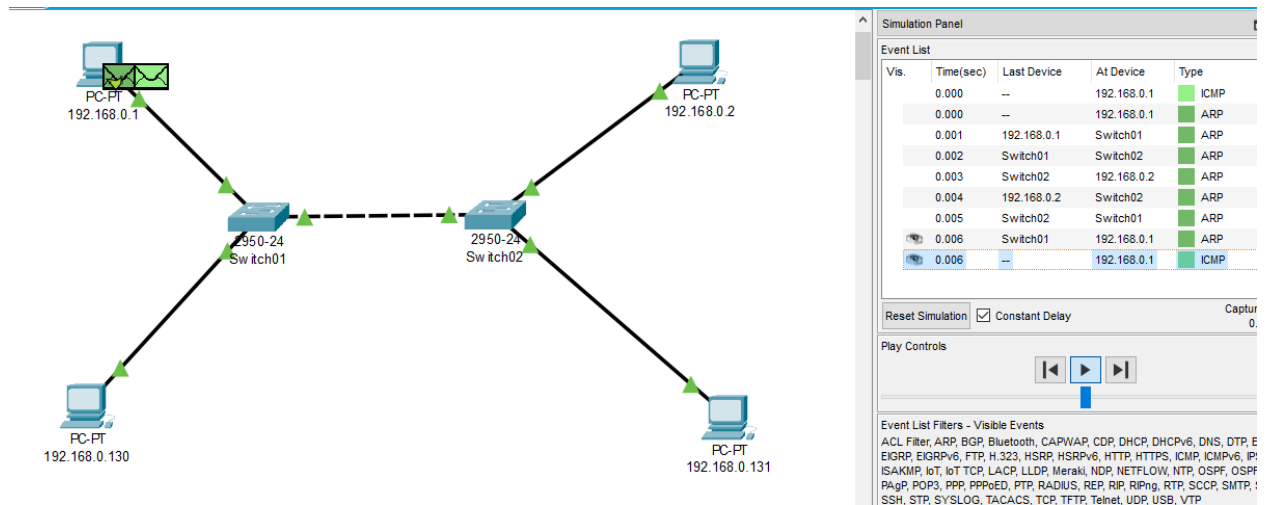 PC-PT
192.168.0.1
PC-PT
192.168.0.2
2950-24
Switch01
2950-24
Switch02
PC-PT
192.168.0.130
PC-PT
192.168.0.131
Simulation Panel
Event List
Vis. Time(sec) Last Device At Device Type
0.000 -- 192.168.0.1 ICMP
0.000 -- 192.168.0.1 ARP
0.001 192.168.0.1 Switch01 ARP
0.002 Switch01 Switch02 ARP
0.003 Switch02 192.168.0.2 ARP
0.004 192.168.0.2 Switch02 ARP
0.005 Switch02 Switch01 ARP
0.006 Switch01 192.168.0.1 ARP
0.006 -- 192.168.0.1 ICMP
Reset Simulation Constant Delay
Play Controls
Event List Filters - Visible Events
ACL Filter, ARP, BGP, Bluetooth, CAPWAP, CDP, DHCP, DHCPv6, DNS, DTP,
EIGRP, EIGRPv6, FTP, H.323, HSRP, HSRPv6, HTTP, HTTPS, ICMP, ICMPv6,
ISAKMP, IoT, IoT TCP, LACP, LLDP, Meraki, NDP, NETFLOW, NTP, OSPF,
PAgP, POP3, PPP, PPPoED, PTP, RADIUS, REP, RIP, RIPng, RTP, SCCP, SMTP,
SSH, STP, SYSLOG, TACACS, TCP, TFTP, Telnet, UDP, USB, VTP